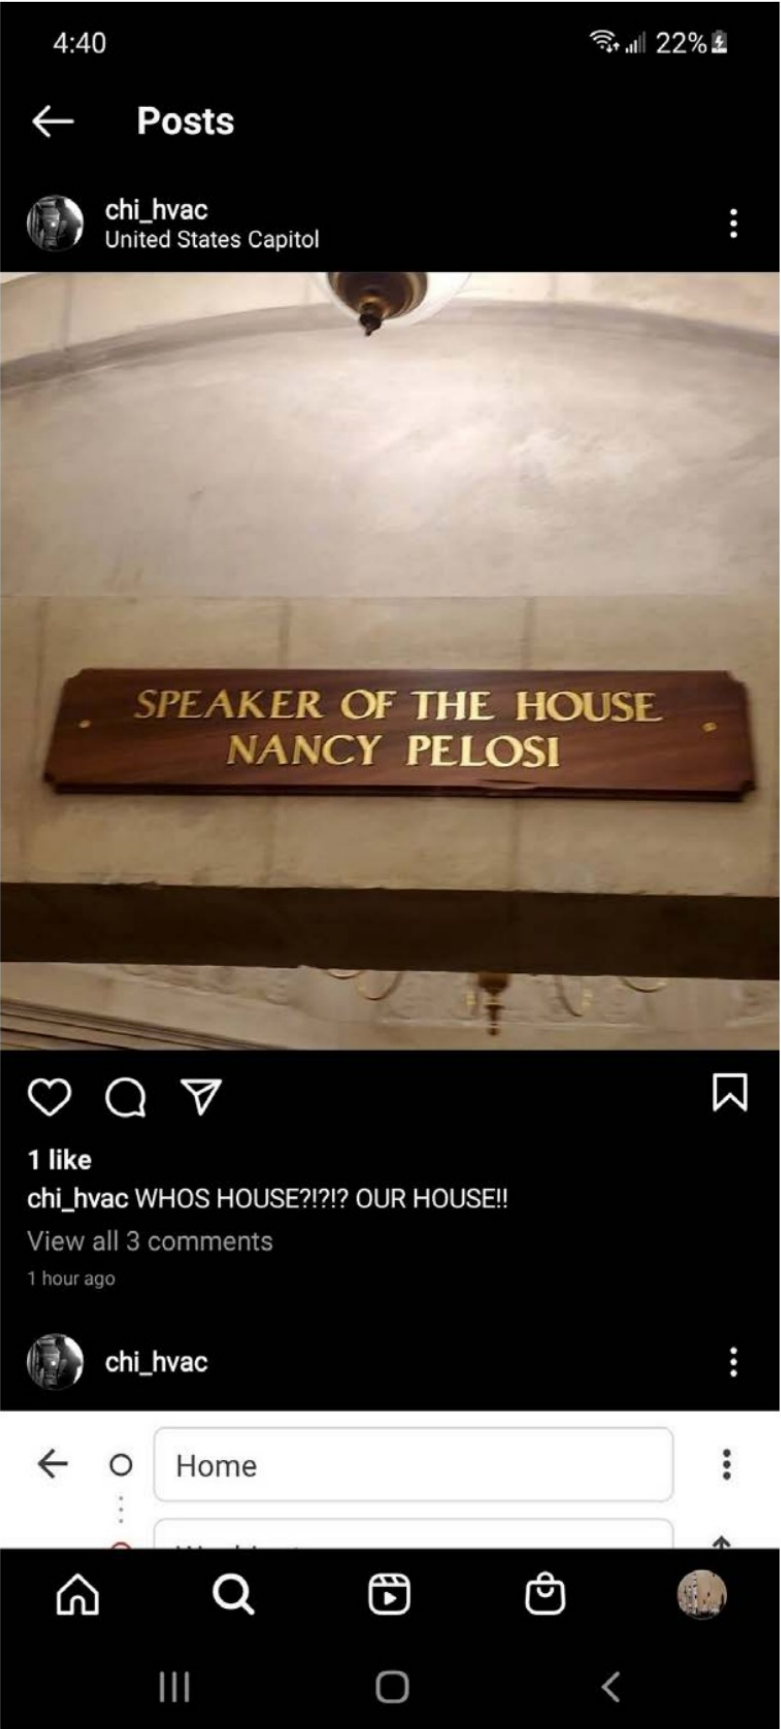 4:40
22%
Posts
chi_hvac
United States Capitol
SPEAKER OF THE HOUSE
NANCY PELOSI
1 like
chi_hvac WHOS HOUSE?!?!? OUR HOUSE!!
View all 3 comments
1 hour ago
chi_hvac
Home